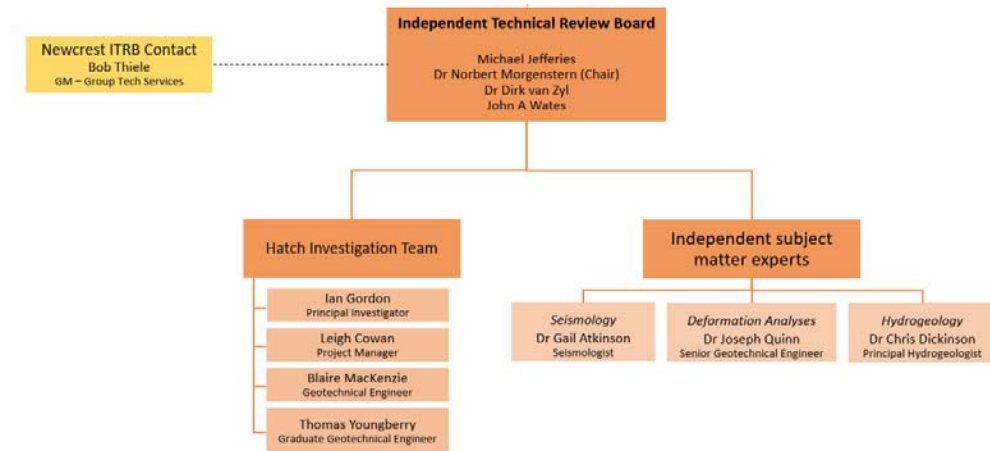 Independent Technical Review Board
Michael Jefferies
Dr Norbert Morgenstern (Chair)
Dr Dirk van Zyl
John A Wates
Newcrest ITRB Contact
Bob Thiele
GM – Group Tech Services
Hatch Investigation Team
Ian Gordon
Principal Investigator
Leigh Cowan
Project Manager
Blaire MacKenzie
Geotechnical Engineer
Thomas Youngberry
Graduate Geotechnical Engineer
Independent subject
matter experts
Seismology
Dr Gail Atkinson
Seismologist
Deformation Analyses
Dr Joseph Quinn
Senior Geotechnical Engineer
Hydrogeology
Dr Chris Dickinson
Principal Hydrogeologist